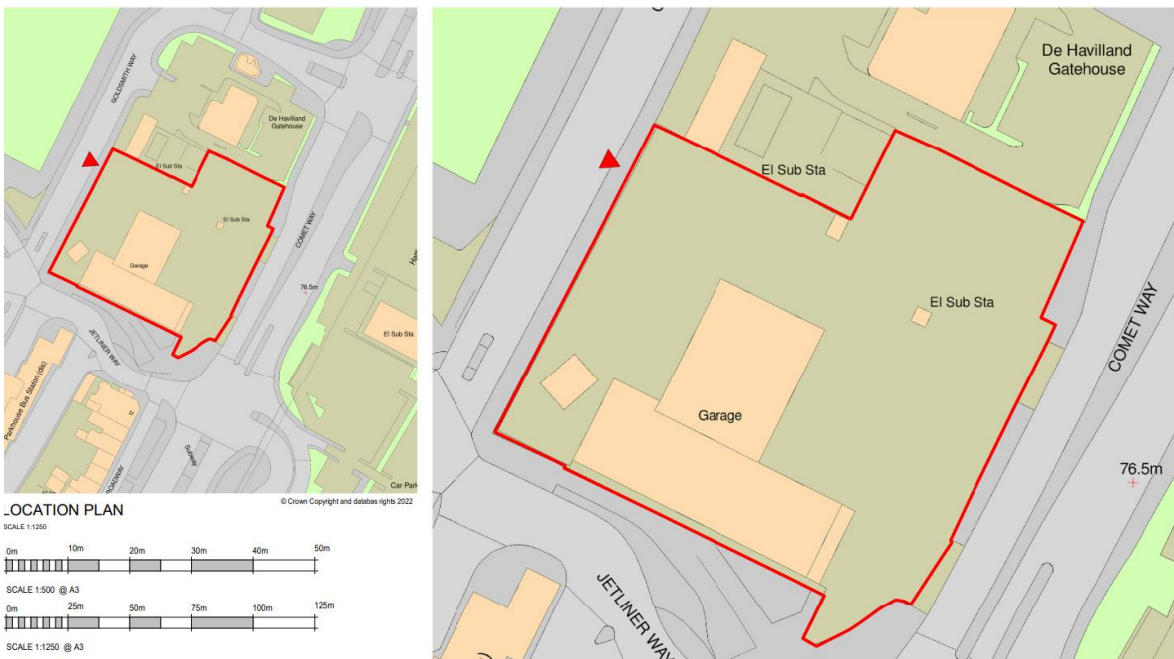 GOLDSMITH WAY
De Havilland
Gatehouse
El Sub Sta
El Sub Sta
COMET WAY
76.5m
Garage
El Sub Sta
JETLINER WAY
Parkhouse Bus Station (dis)
Subway
Car Par
© Crown Copyright and databas rights 2022
LOCATION PLAN
SCALE 1:1250
0m 10m 20m 30m 40m 50m
SCALE 1:500 @ A3
0m 25m 50m 75m 100m 125m
SCALE 1:1250 @ A3
De Havilland
Gatehouse
El Sub Sta
El Sub Sta
COMET WAY
Garage
76.5m
JETLINER WAY